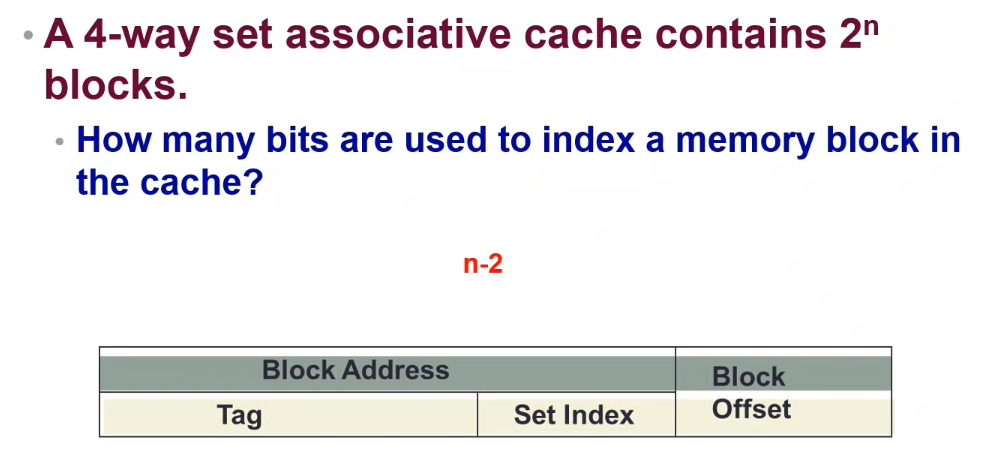 • A 4-way set associative cache contains 2ⁿ
blocks.
• How many bits are used to index a memory block in
the cache?
n-2
Block Address
Block
Offset
Tag
Set Index